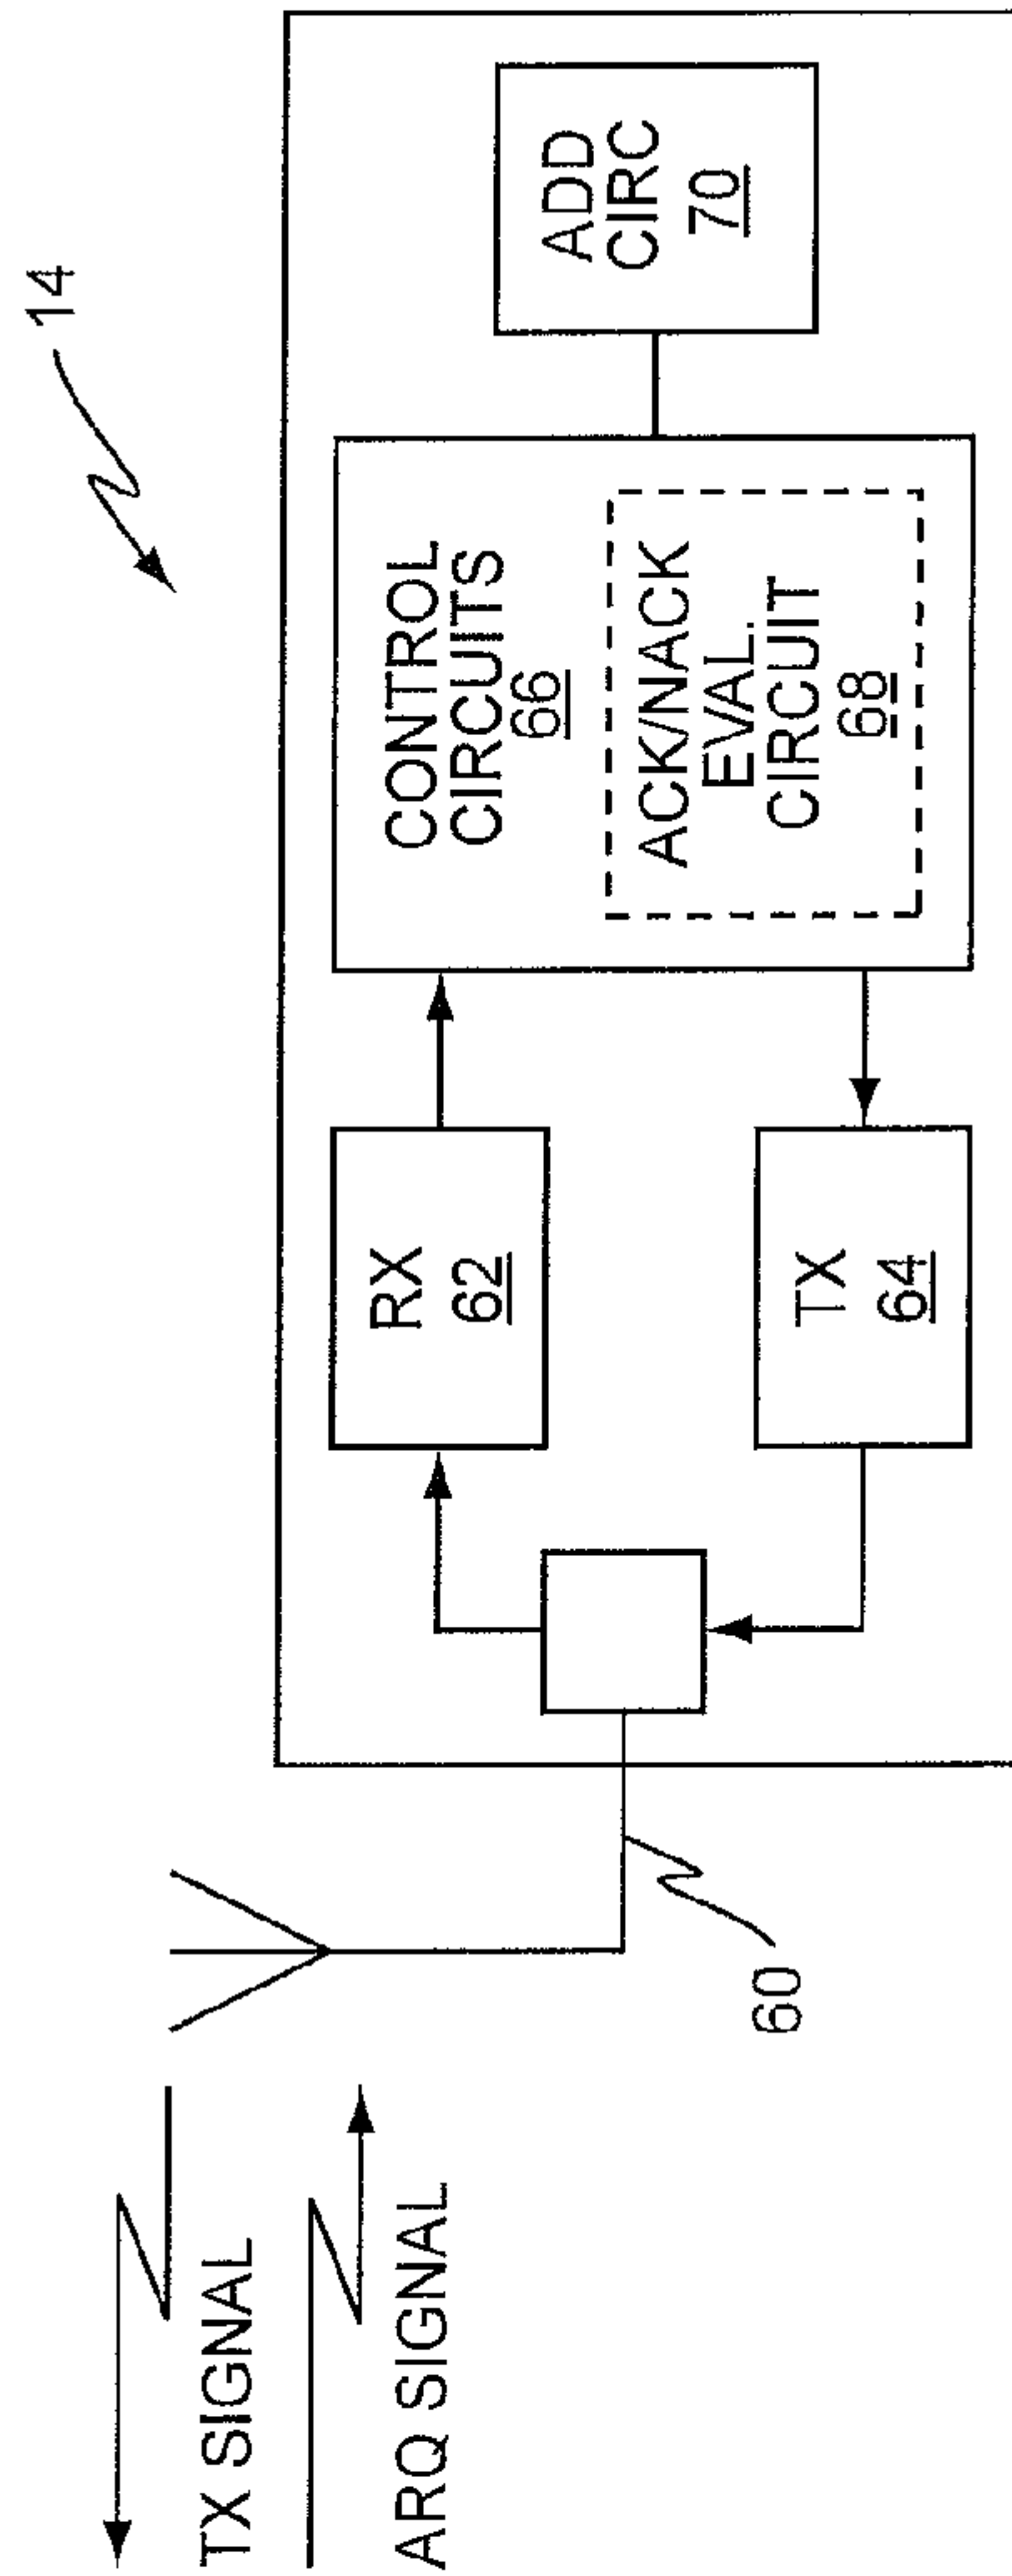 14
TX SIGNAL
ARQ SIGNAL
60
RX
62
TX
64
CONTROL
CIRCUITS
66
ACK/NACK
EVAL.
CIRCUIT
68
ADD
CIRC
70